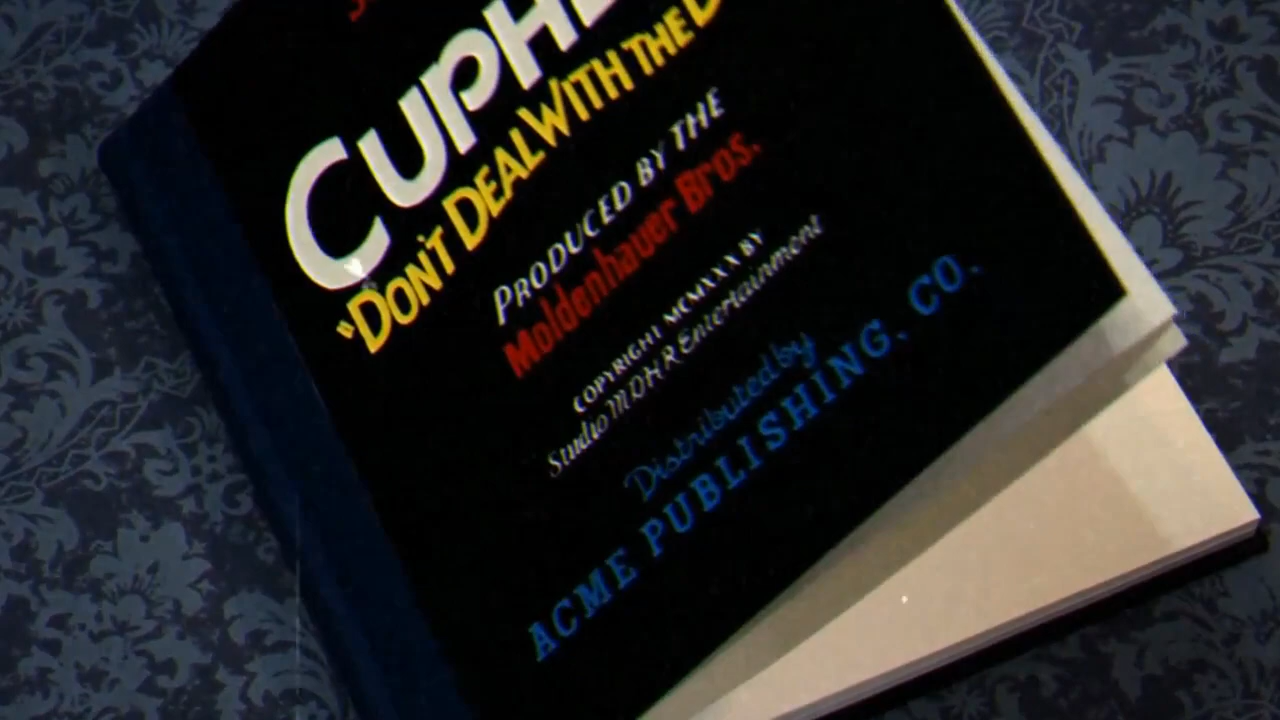 CUPHE
"DON'T DEAL WITH THE D
PRODUCED BY THE
Moldenhauer Bros.
COPYRIGHT MCMXXX BY
Studio MDHR Entertainment
Distributed by
ACME PUBLISHING. CO.